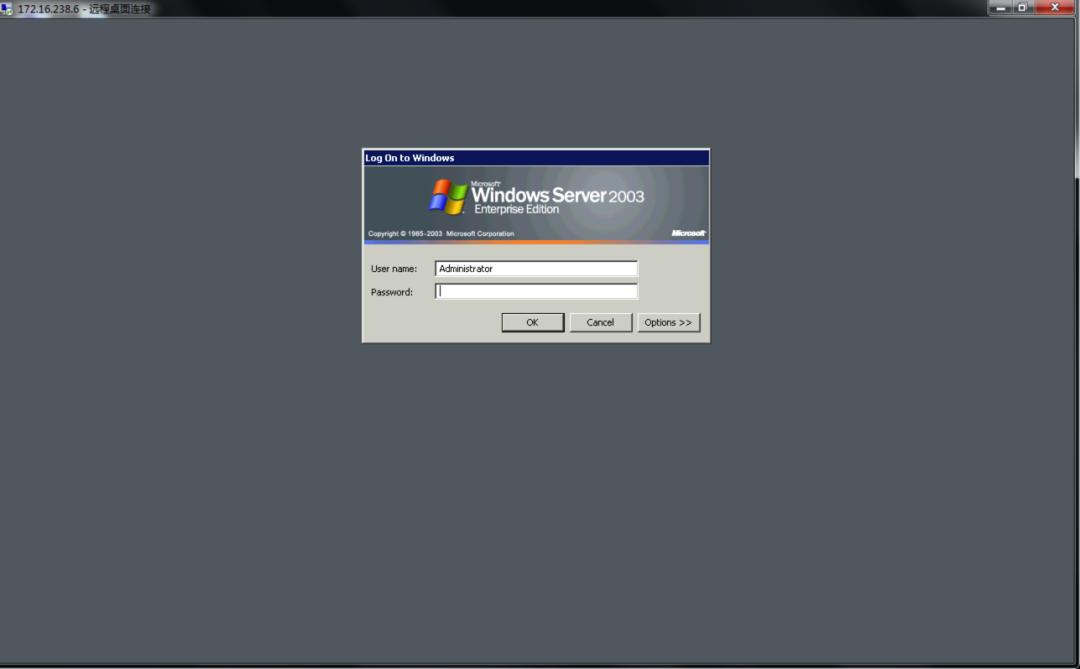 172.16.238.6 - 远程桌面连接
Log On to Windows
Microsoft
Windows Server 2003
Enterprise Edition
Copyright © 1985-2003 Microsoft Corporation
Microsoft
User name: Administrator
Password:
OK Cancel Options >>